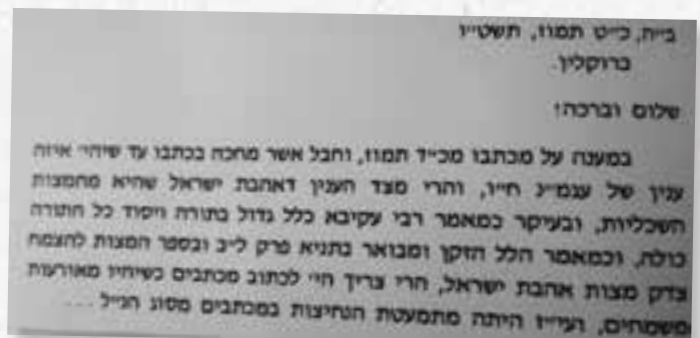 ב״ה, כ״ט תמוז, תשט״ו
ברוקלין.
שלום וברכה!
במענה על מכתבו מכ״ד תמוז, וחבל אשר מחכה בכתבו עד שיהי׳ איזה
ענין של ענמ״נ ח״ו, והרי מצד הענין דאהבת ישראל שהיא מהמצות
השכליות, ובעיקר כמאמר רבי עקיבא כלל גדול בתורה ויסוד כל התורה
כולה, וכמאמר הלל הזקן ומבואר בתניא פרק ל״ב ובספר המצות להצמח
צדק מצות אהבת ישראל, הרי צריך הי׳ לכתוב מכתבים כשיהיו מאורעות
משמחים, ועי״ז היתה מתמעטת הנחיצות במכתבים מסוג הנ״ל ....